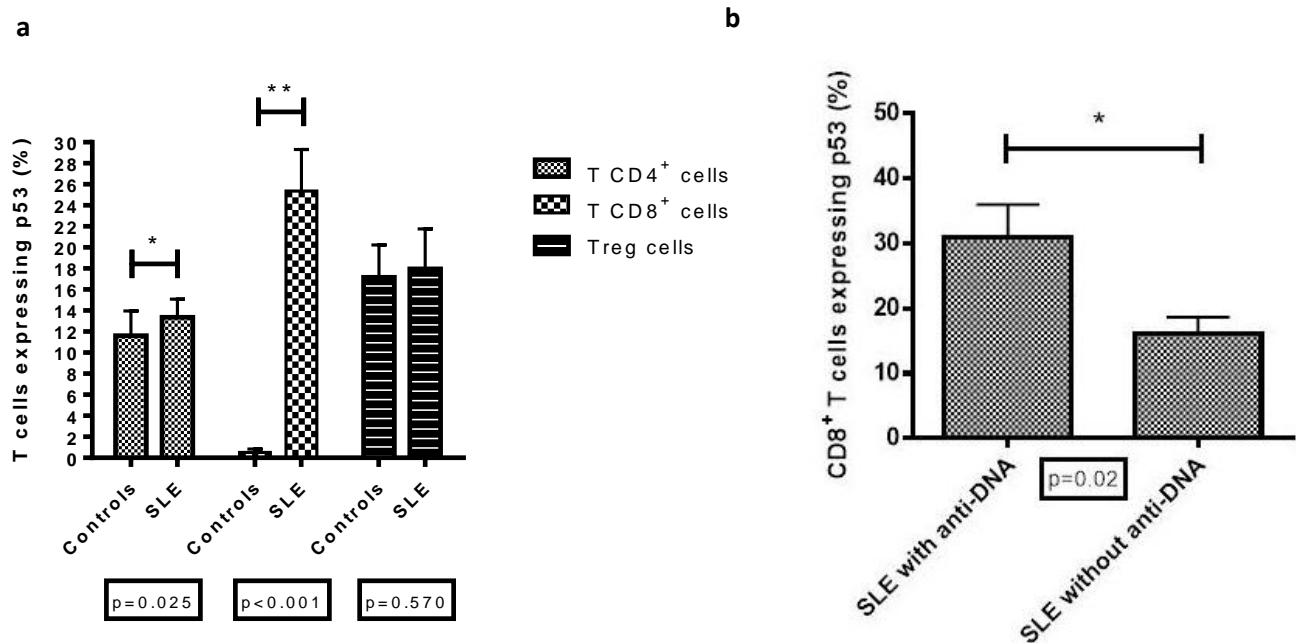 a
T cells expressing p53 (%)
**
*
30
28
26
24
22
20
18
16
14
12
10
8
6
4
2
0
Controls
SLE
Controls
SLE
Controls
SLE
p=0.025
p<0.001
p=0.570
T CD4⁺ cells
T CD8⁺ cells
Treg cells
b
CD8⁺ T cells expressing p53 (%)
*
50
40
30
20
10
0
SLE with anti-DNA
SLE without anti-DNA
p=0.02